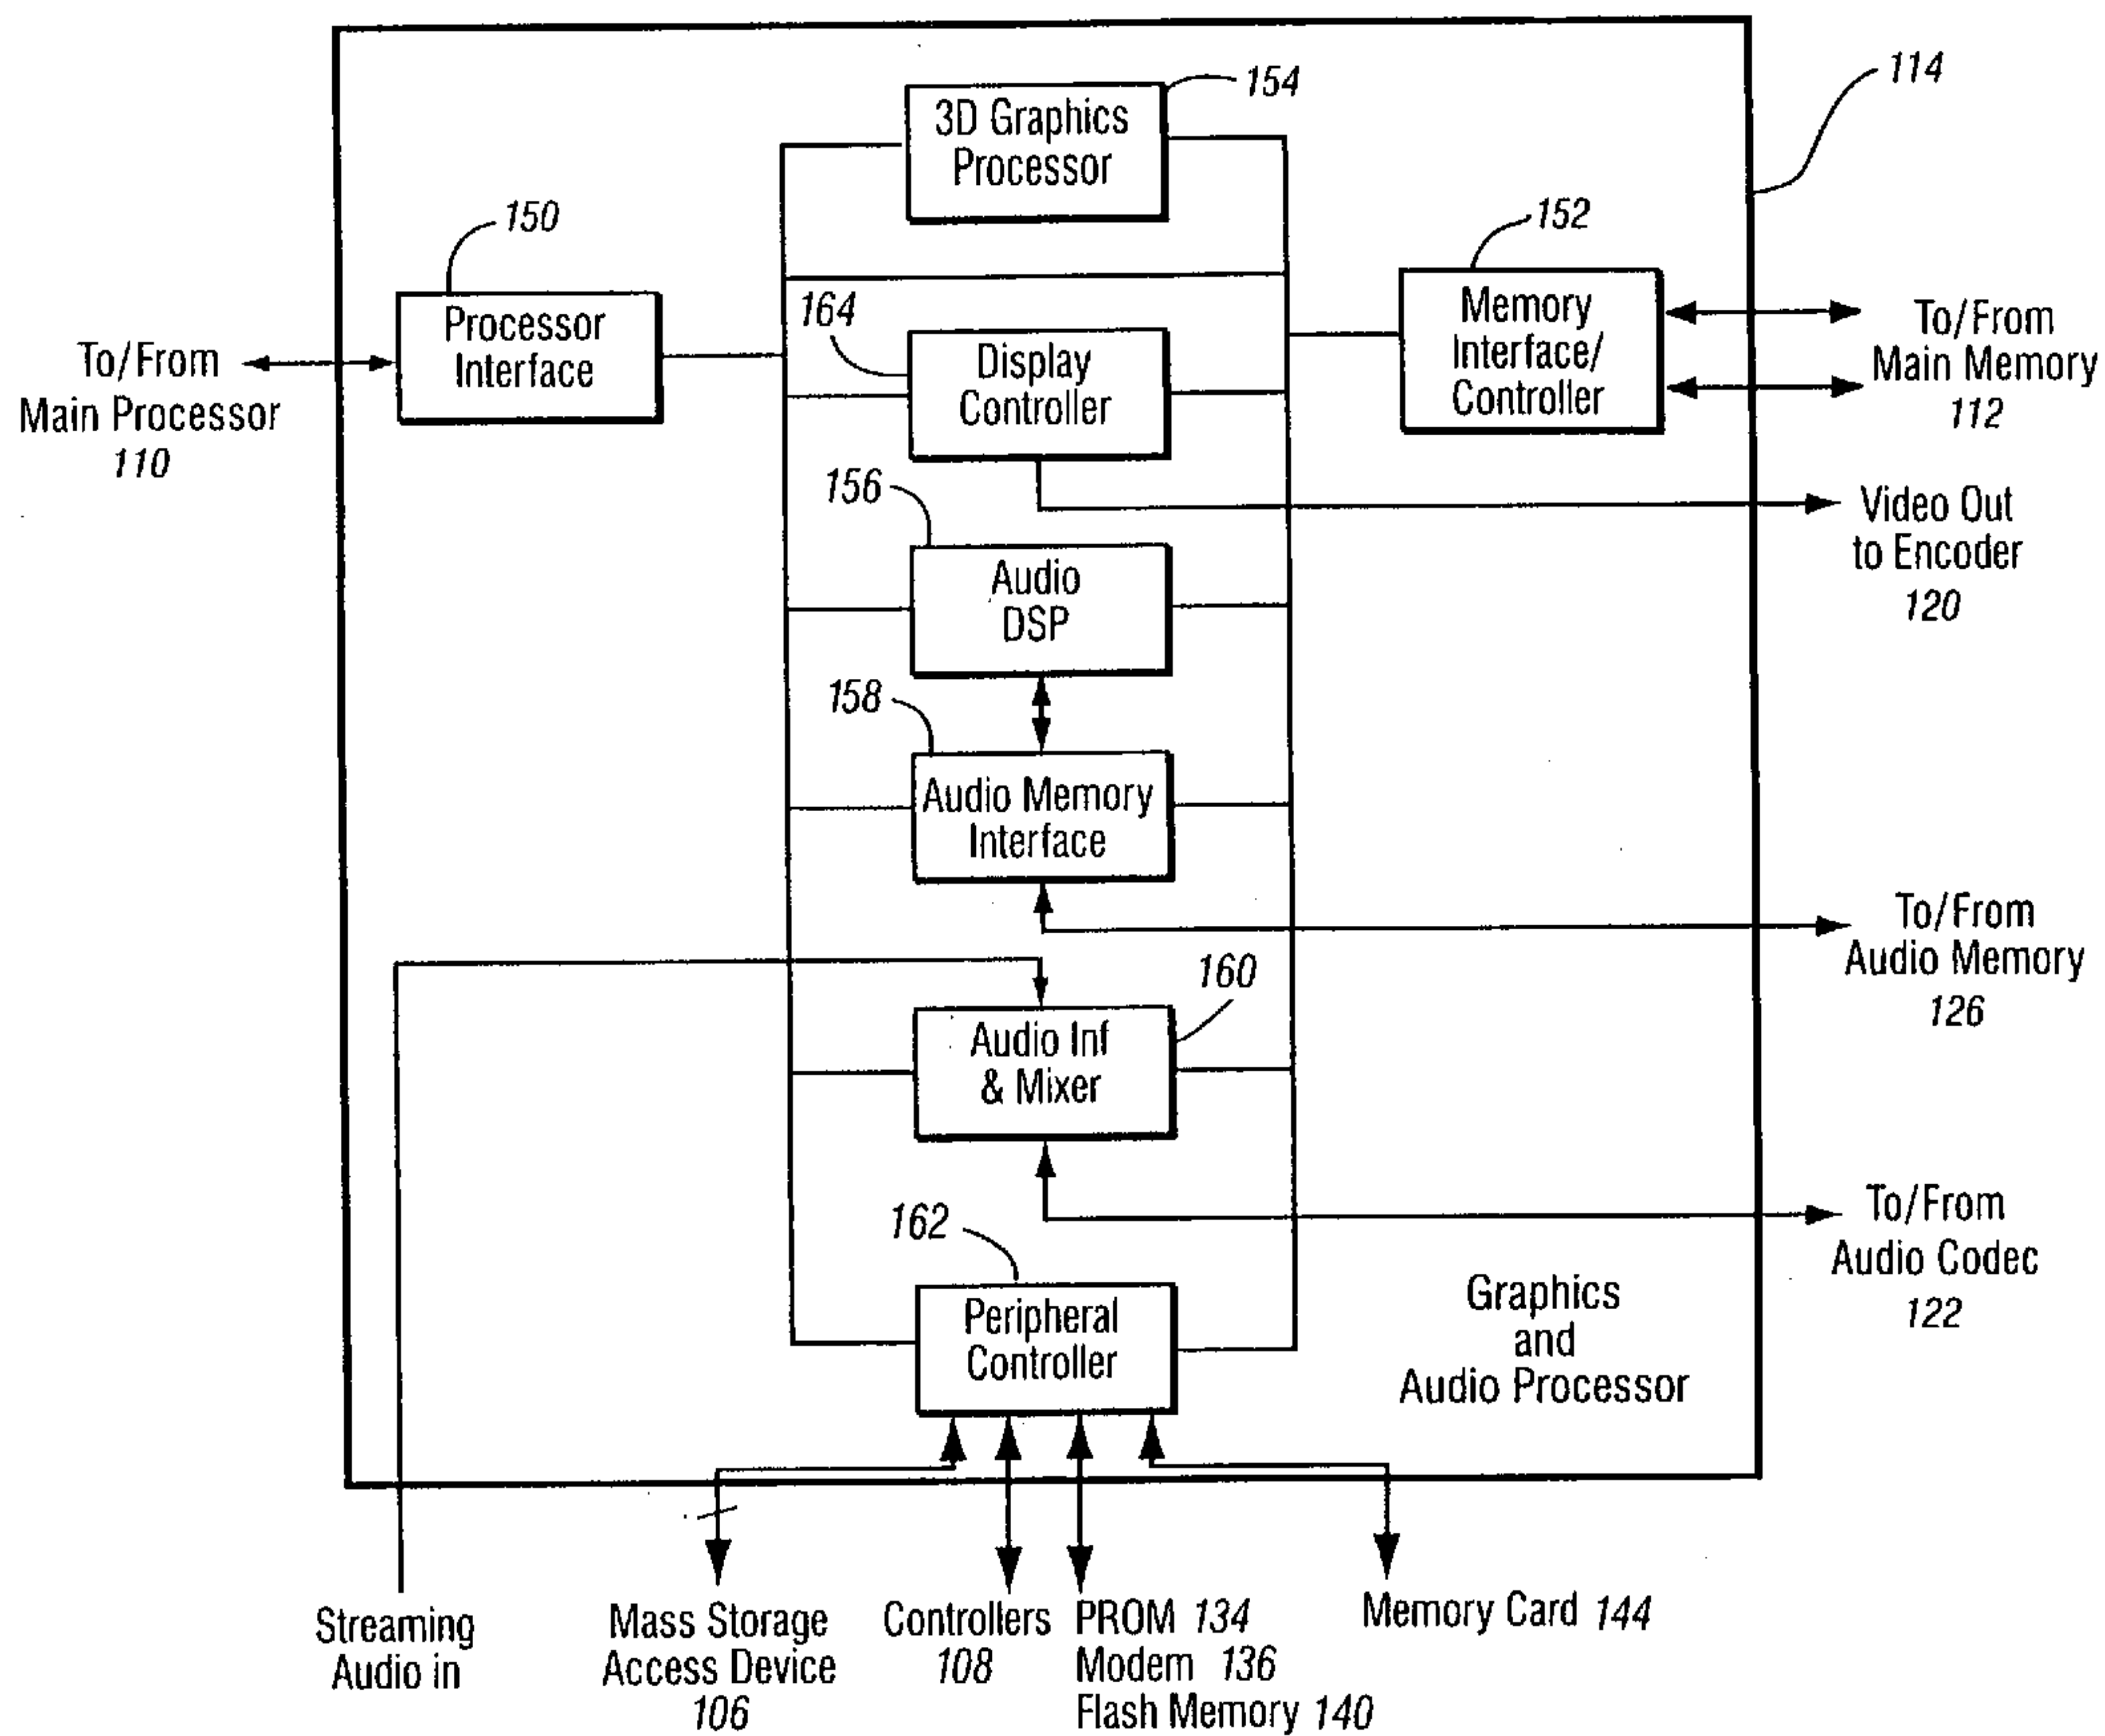 114
154
3D Graphics
Processor
150
152
Processor
Interface
Memory
Interface/
Controller
164
Display
Controller
To/From
Main Processor
110
To/From
Main Memory
112
156
Audio
DSP
Video Out
to Encoder
120
158
Audio Memory
Interface
To/From
Audio Memory
126
160
Audio Inf
& Mixer
162
Peripheral
Controller
To/From
Audio Codec
122
Graphics
and
Audio Processor
Streaming
Audio in
Mass Storage
Access Device
106
Controllers
108
PROM 134
Modem 136
Flash Memory 140
Memory Card 144